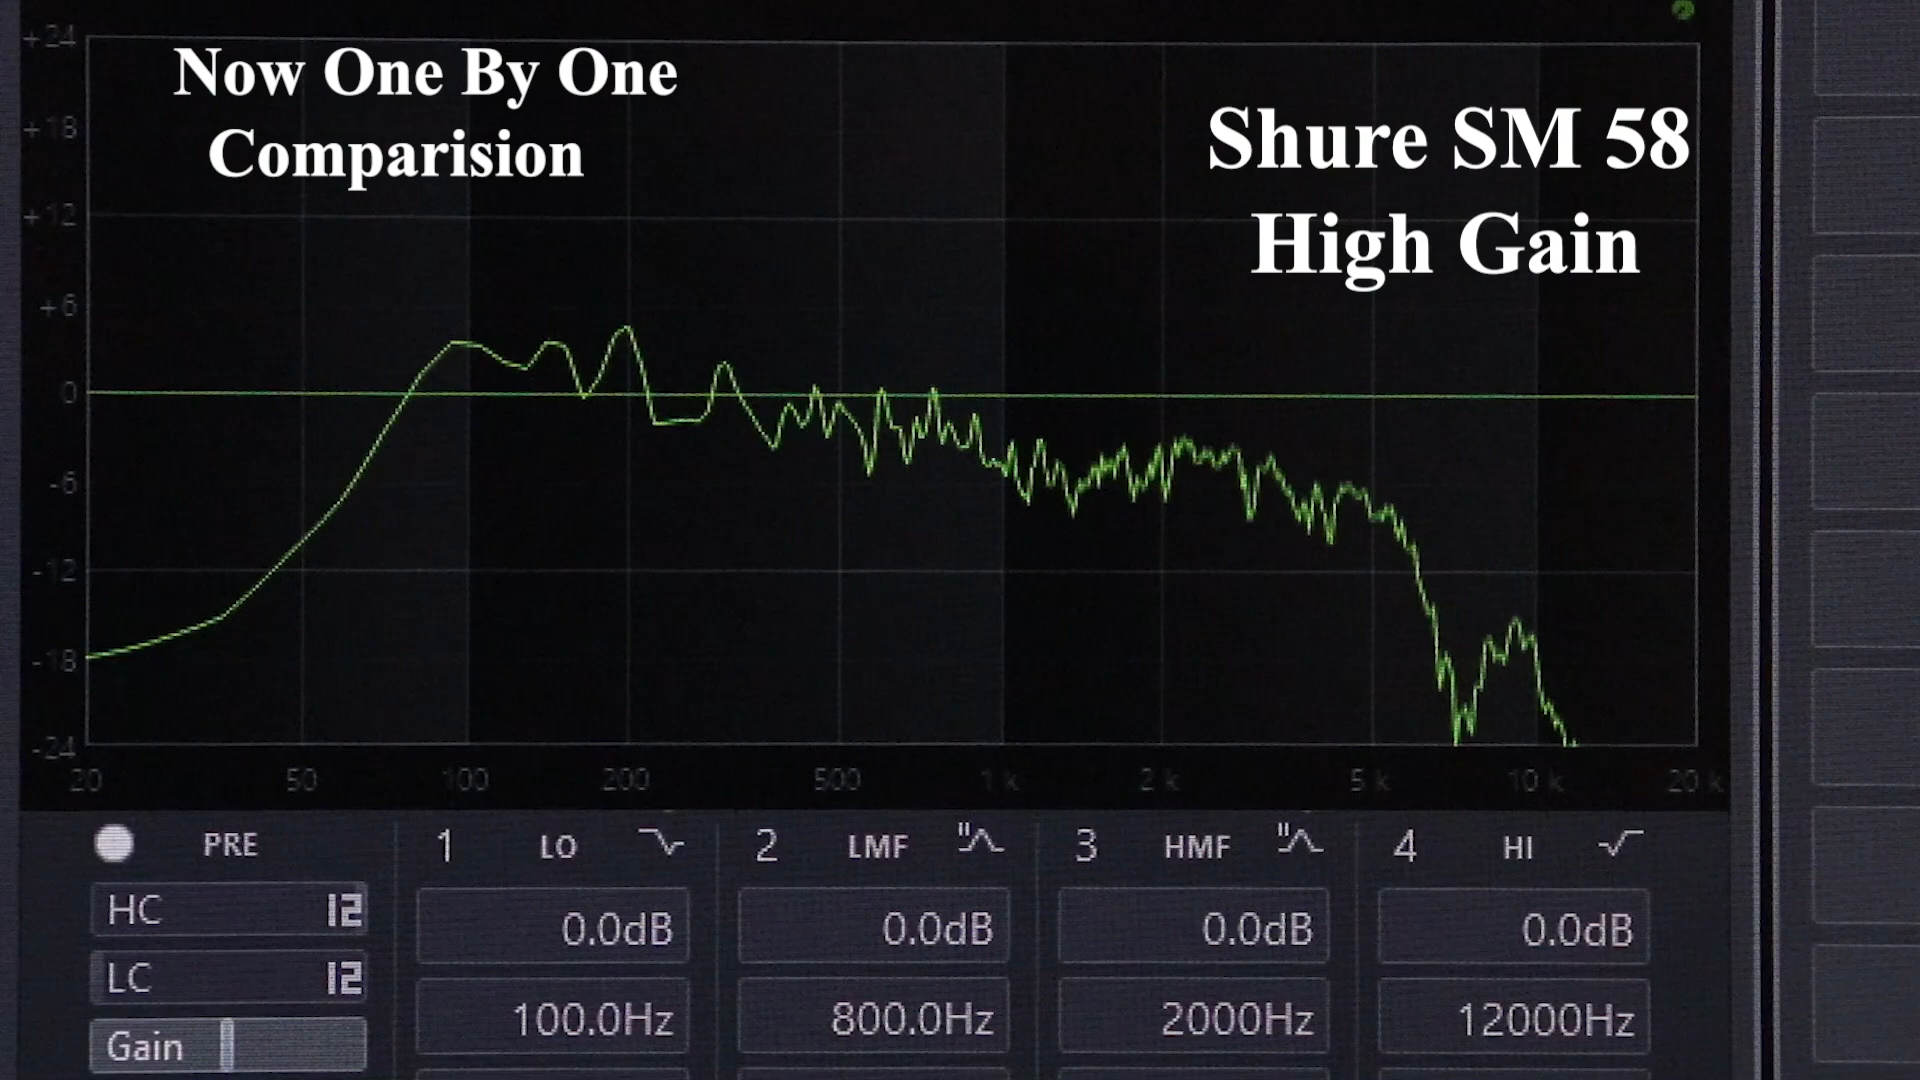 Now One By One
Comparision
Shure SM 58
High Gain
+24
+18
+12
+6
0
-6
-12
-18
-24
20 50 100 200 500 1 k 2 k 5 k 10 k 20 k
PRE 1 LO 2 LMF 3 HMF 4 HI
HC 12 0.0dB 0.0dB 0.0dB 0.0dB
LC 12 100.0Hz 800.0Hz 2000Hz 12000Hz
Gain